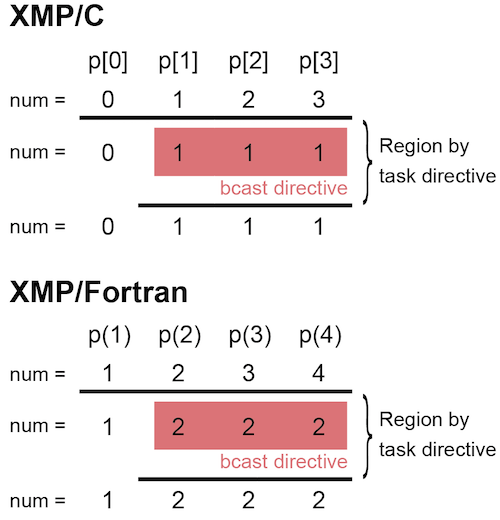 XMP/C
p[0] p[1] p[2] p[3]
num = 0 1 2 3
num = 0 1 1 1
Region by
task directive
bcast directive
num = 0 1 1 1
XMP/Fortran
p(1) p(2) p(3) p(4)
num = 1 2 3 4
num = 1 2 2 2
Region by
task directive
bcast directive
num = 1 2 2 2